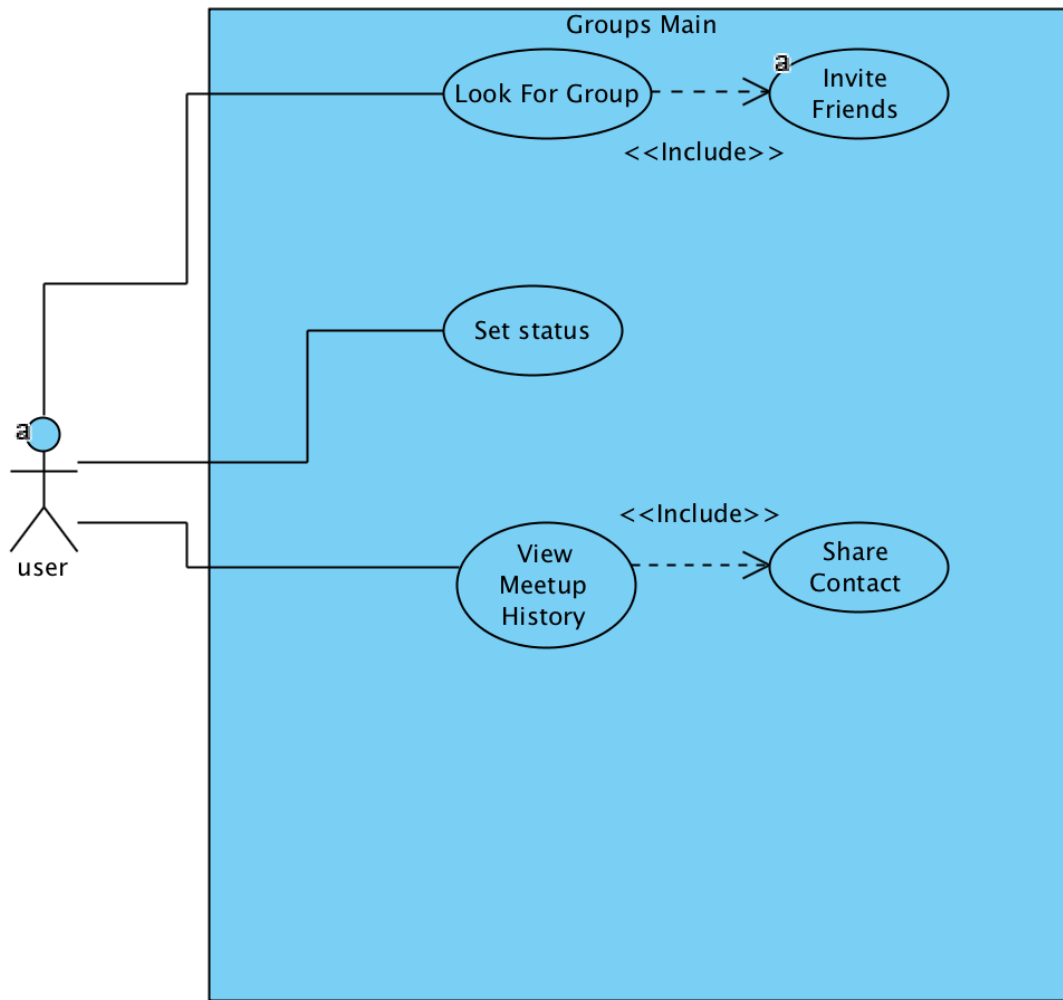 Groups Main
Look For Group
a
Invite
Friends
<<Include>>
Set status
a
user
<<Include>>
View
Meetup
History
Share
Contact